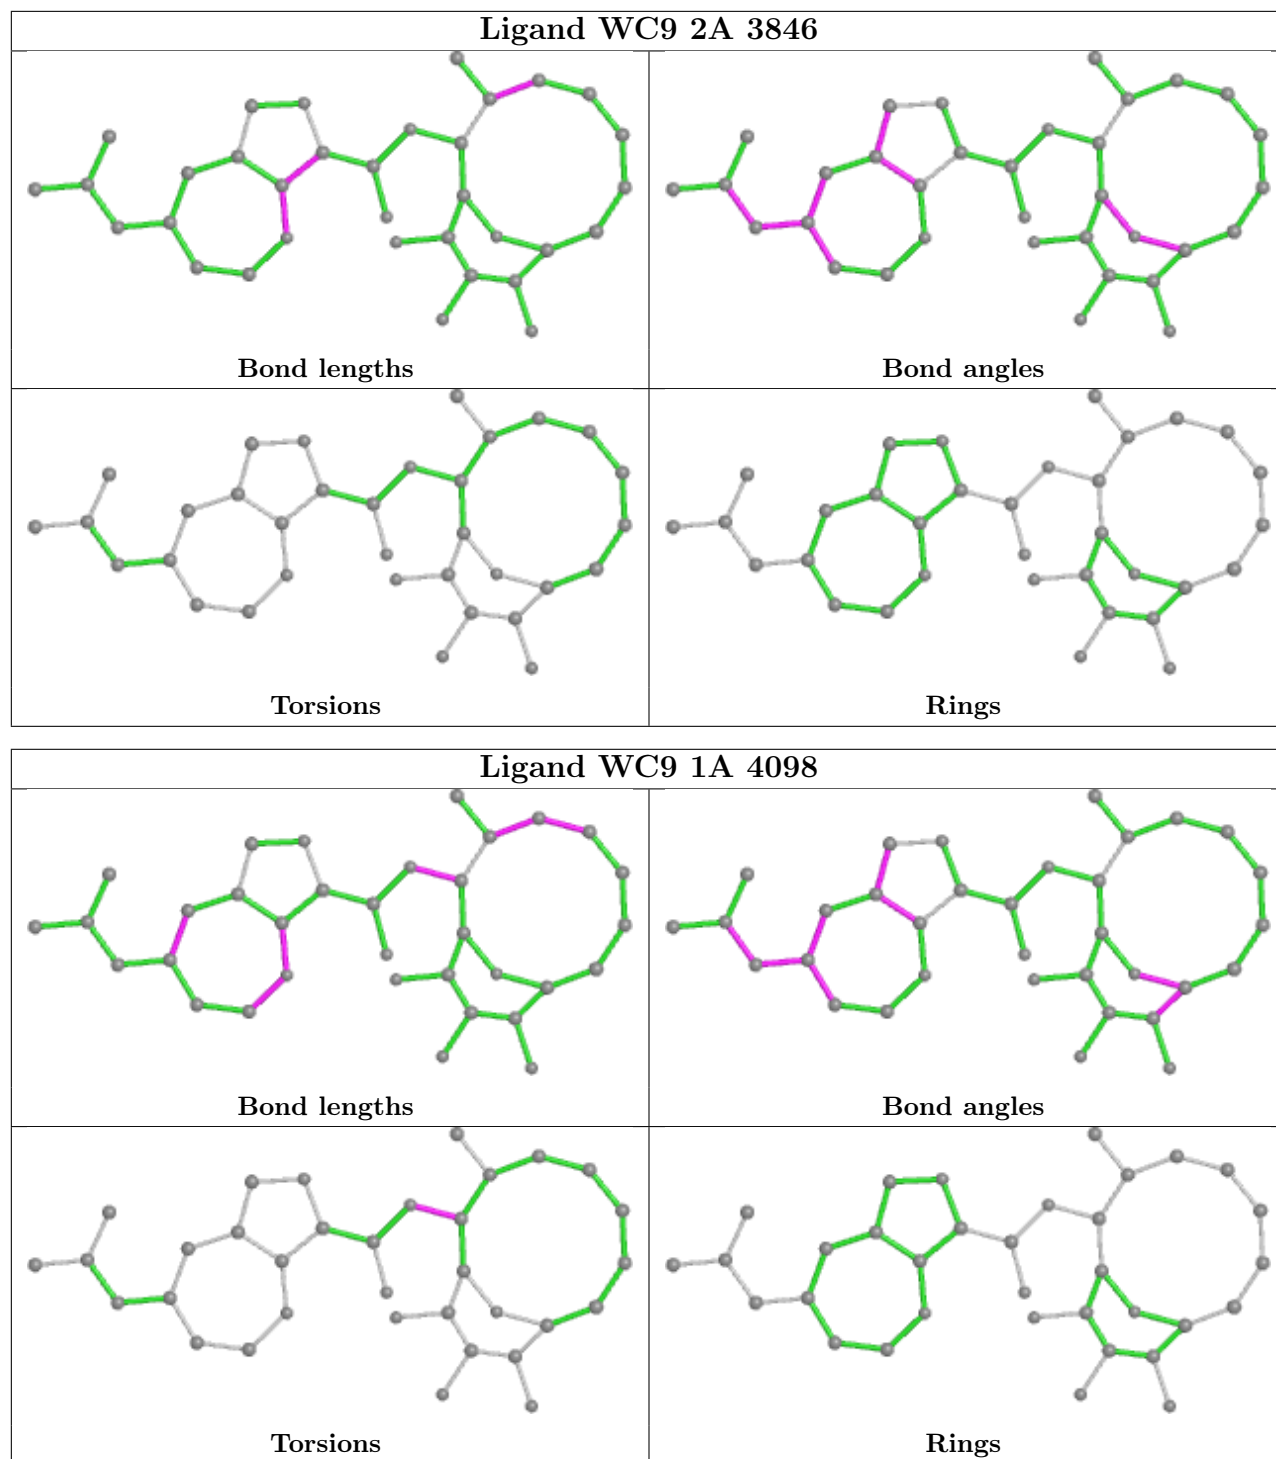 Ligand WC9 2A 3846
Bond lengths
Bond angles
Torsions
Rings
Ligand WC9 1A 4098
Bond lengths
Bond angles
Torsions
Rings